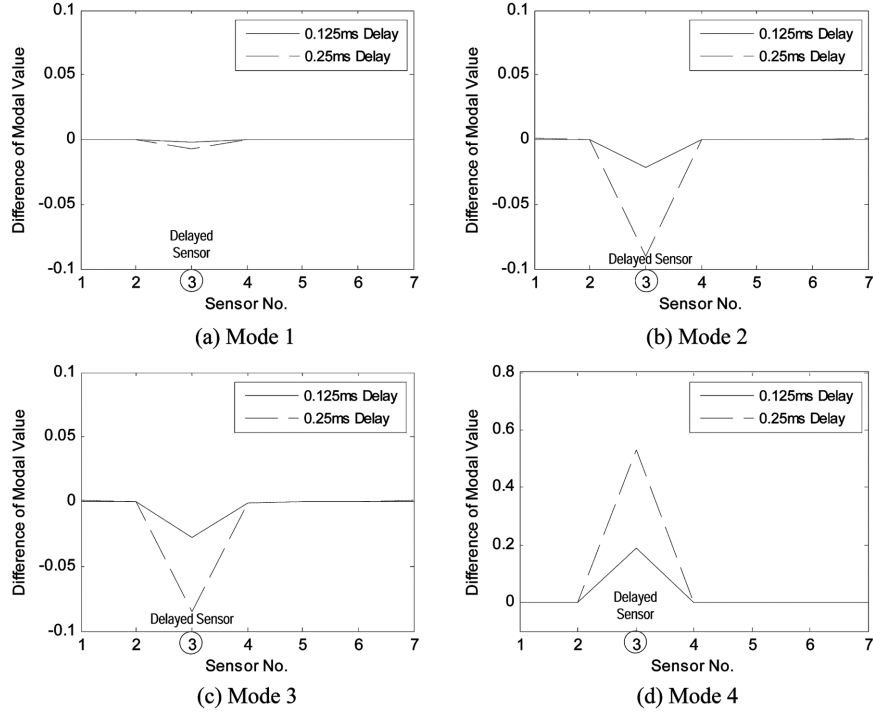 0.1
0.05
0
-0.05
-0.1
Difference of Modal Value
0.125ms Delay
0.25ms Delay
Delayed
Sensor
1 2 3 4 5 6 7
Sensor No.
(a) Mode 1
0.1
0.05
0
-0.05
-0.1
Difference of Modal Value
0.125ms Delay
0.25ms Delay
Delayed Sensor
1 2 3 4 5 6 7
Sensor No.
(b) Mode 2
0.1
0.05
0
-0.05
-0.1
Difference of Modal Value
0.125ms Delay
0.25ms Delay
Delayed Sensor
1 2 3 4 5 6 7
Sensor No.
(c) Mode 3
0.8
0.6
0.4
0.2
0
Difference of Modal Value
0.125ms Delay
0.25ms Delay
Delayed
Sensor
1 2 3 4 5 6 7
Sensor No.
(d) Mode 4